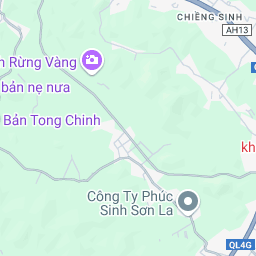 CHIỀNG SINH
AH13
n Rừng Vàng
bản nẹ nưa
Bản Tong Chinh
kh
Công Ty Phúc
Sinh Sơn La
QL4G